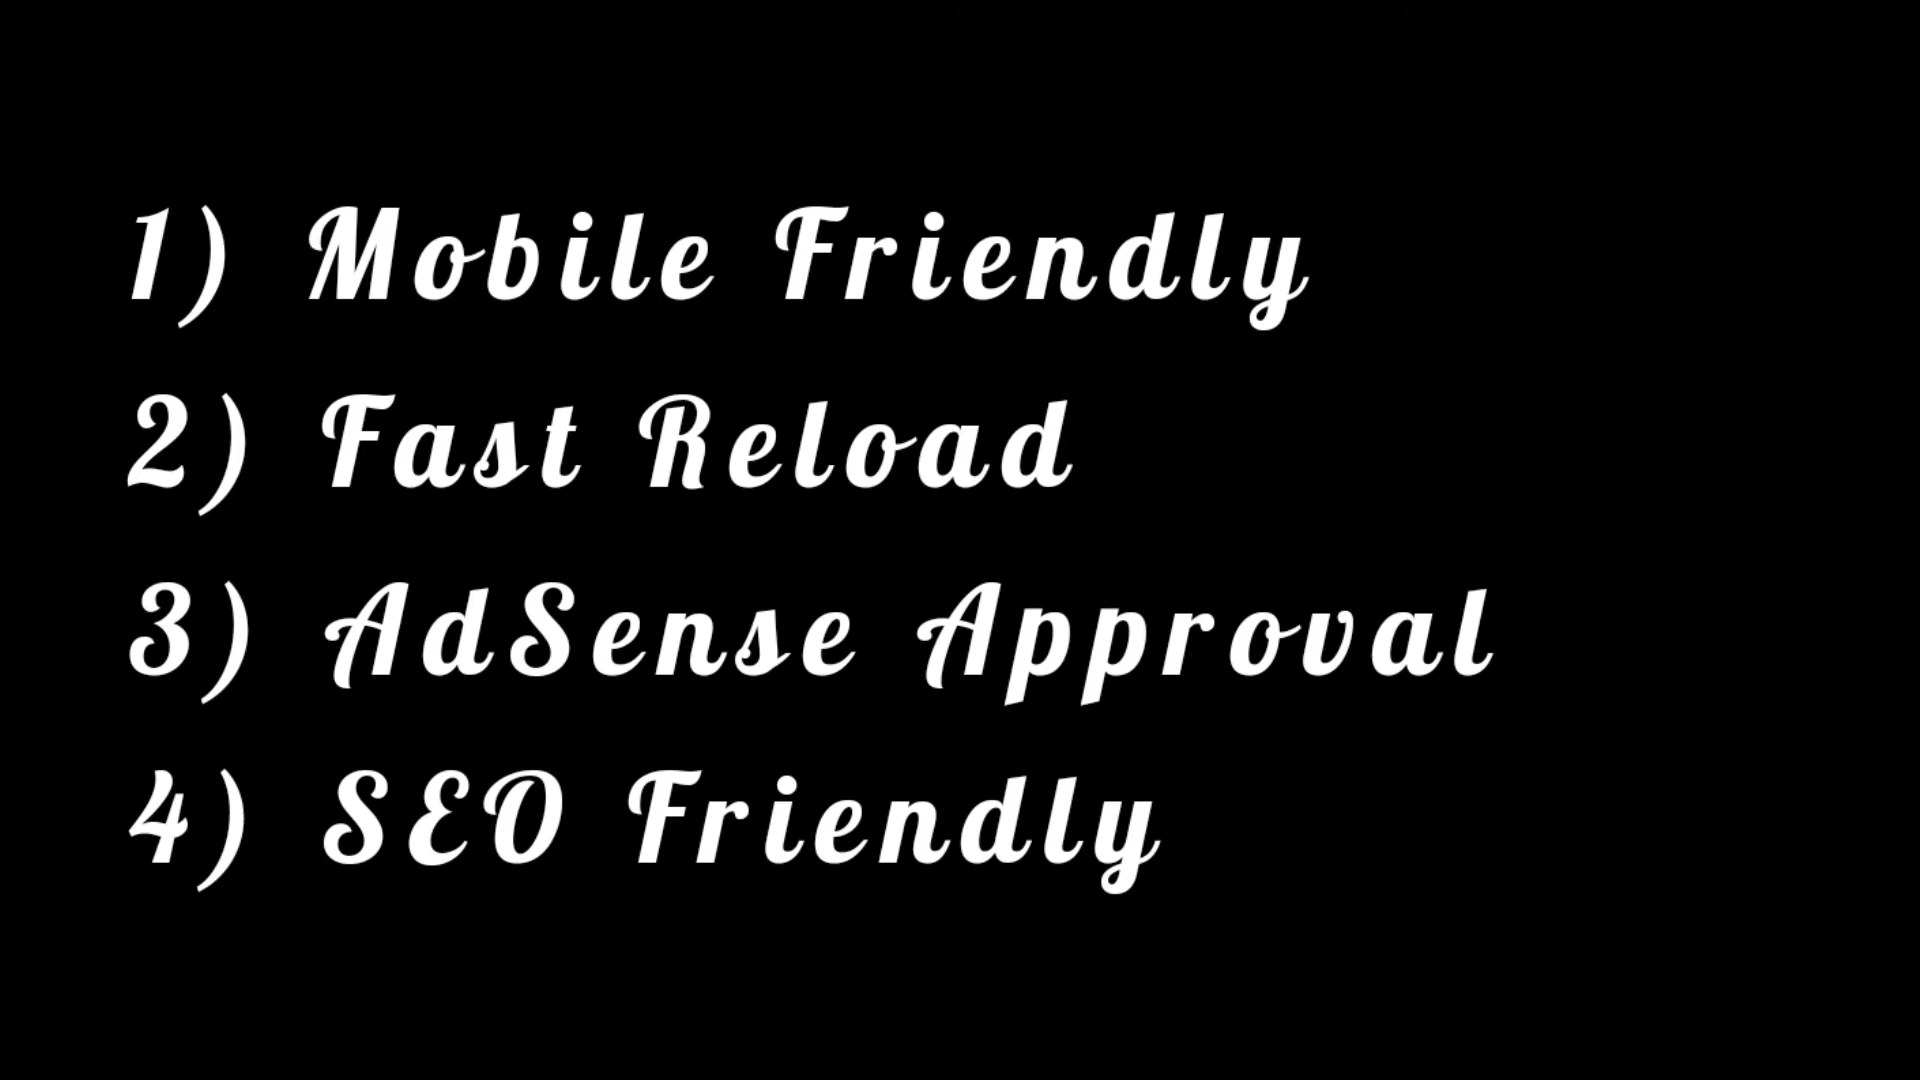 1) Mobile Friendly
2) Fast Reload
3) AdSense Approval
4) SEO Friendly